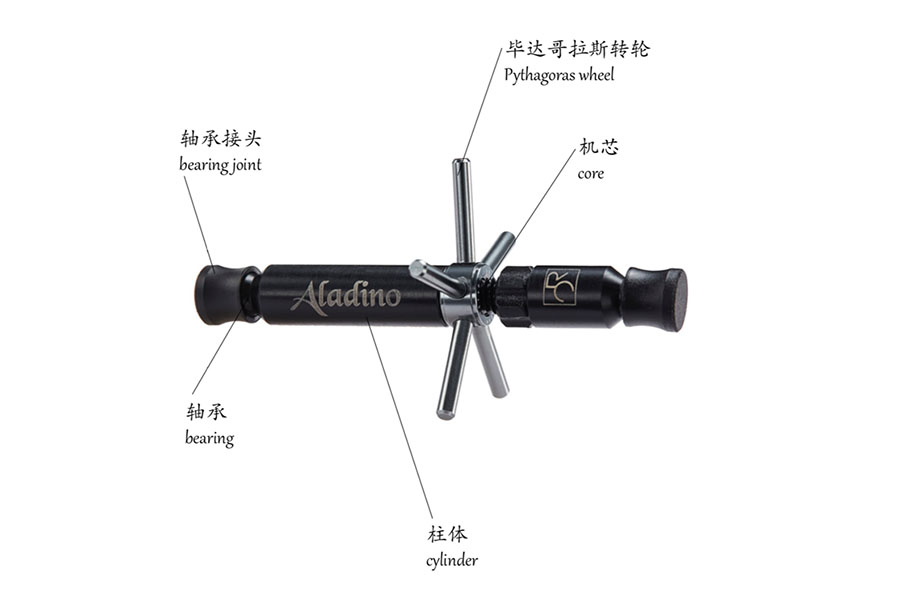 毕达哥拉斯转轮
Pythagoras wheel
轴承接头
bearing joint
机芯
core
Aladino
轴承
bearing
柱体
cylinder